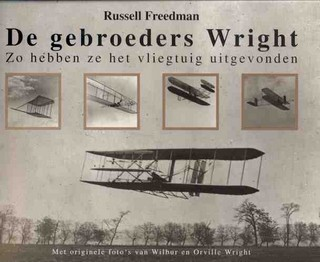 Russell Freedman
De gebroeders Wright
Zo hebben ze het vliegtuig uitgevonden
Met originele foto's van Wilbur en Orville Wright